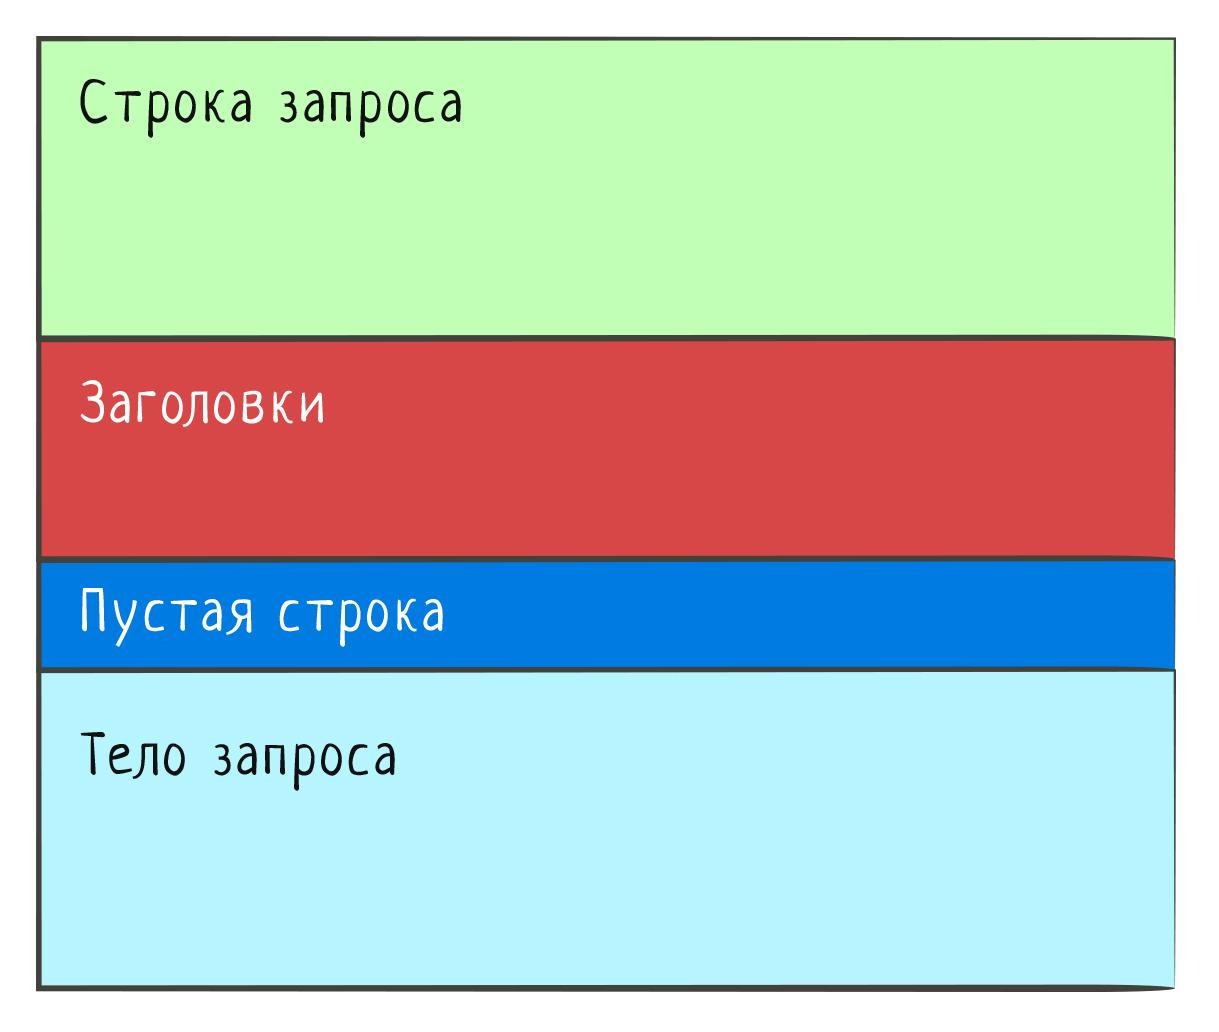 Строка запроса
Заголовки
Пустая строка
Тело запроса